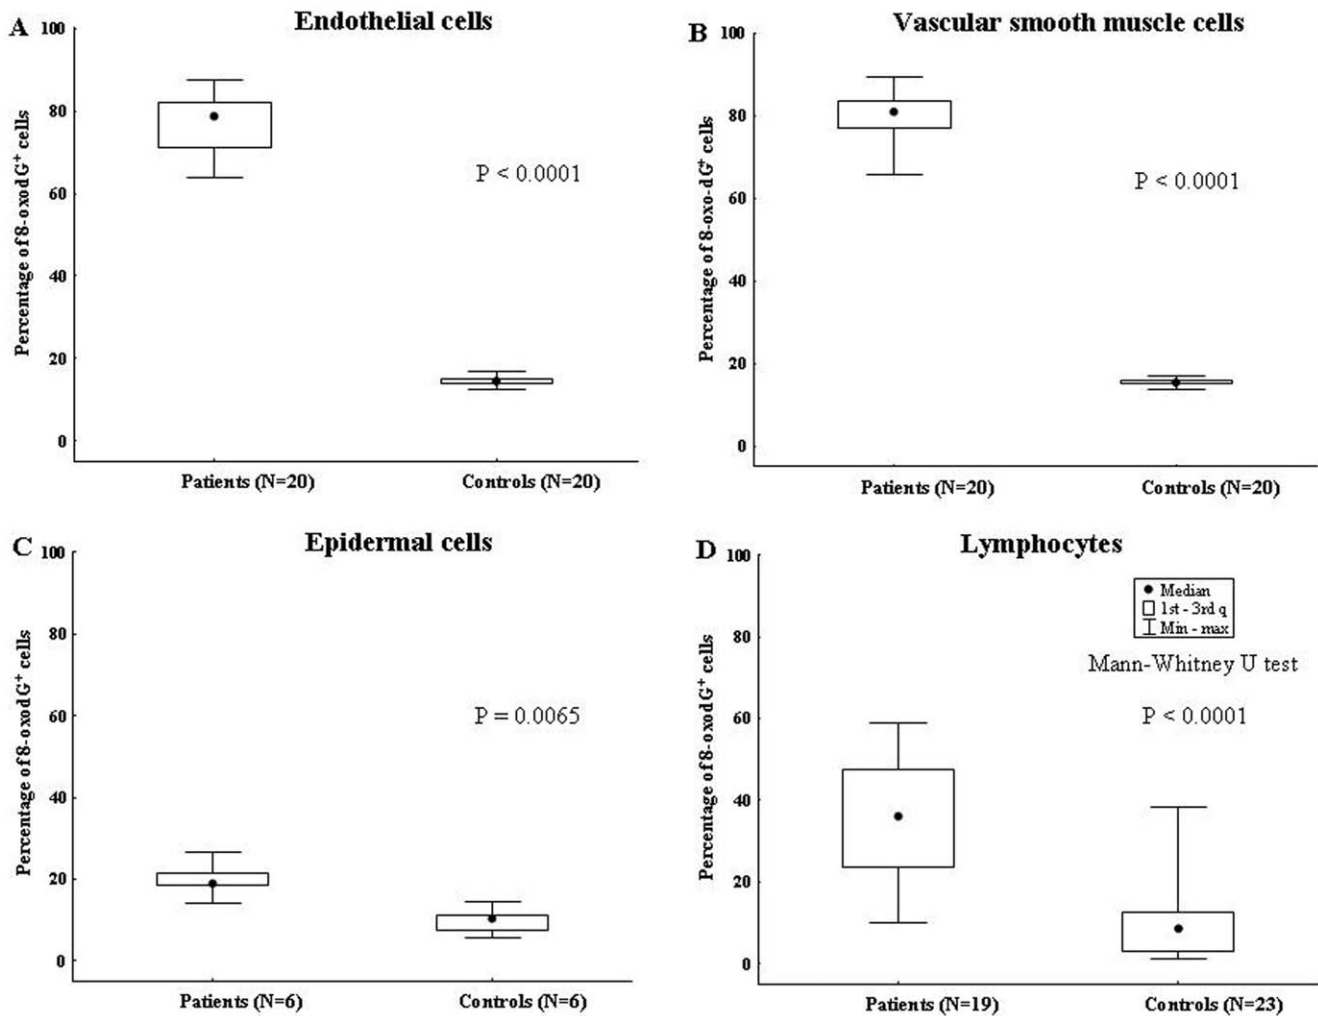 A
Endothelial cells
Percentage of 8-oxodG⁺ cells
100
80
60
40
20
0
P < 0.0001
Patients (N=20)
Controls (N=20)
B
Vascular smooth muscle cells
Percentage of 8-oxo-dG⁺ cells
100
80
60
40
20
0
P < 0.0001
Patients (N=20)
Controls (N=20)
C
Epidermal cells
Percentage of 8-oxodG⁺ cells
100
80
60
40
20
0
P = 0.0065
Patients (N=6)
Controls (N=6)
D
Lymphocytes
Percentage of 8-oxodG⁺ cells
100
80
60
40
20
0
Median
1st - 3rd q
Min - max
Mann-Whitney U test
P < 0.0001
Patients (N=19)
Controls (N=23)